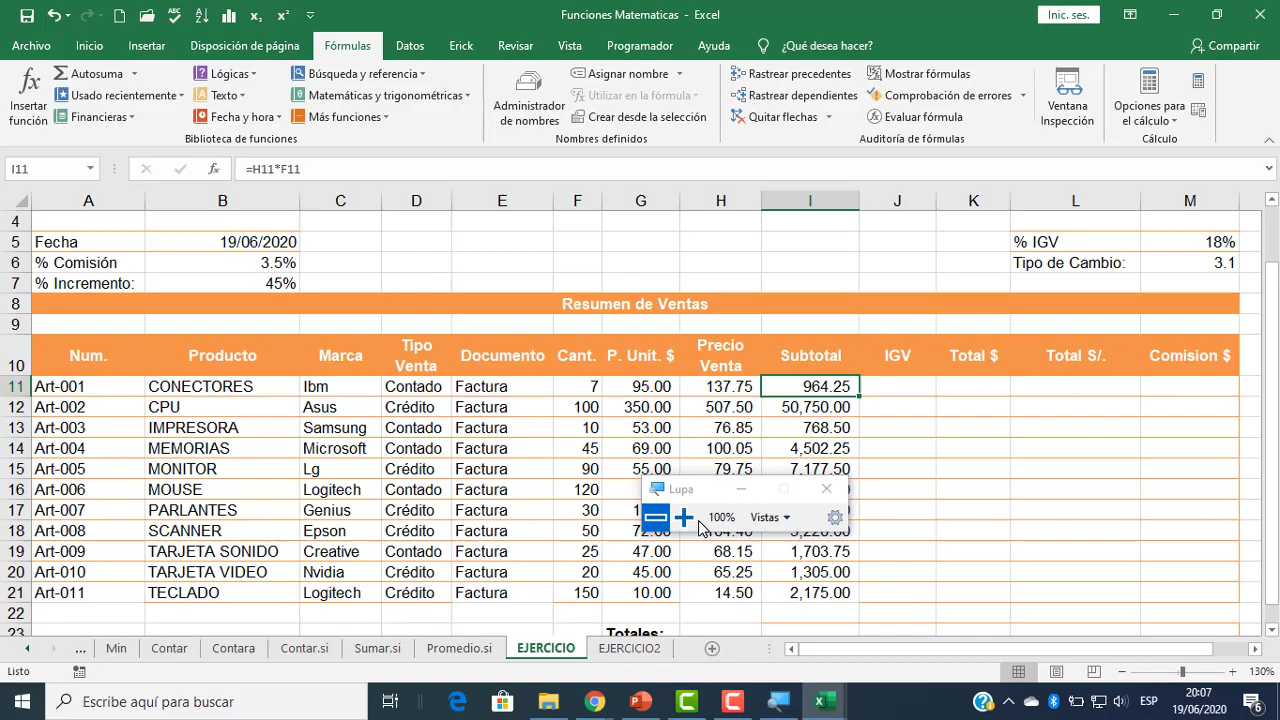 Funciones Matematicas - Excel
Inic. ses.
Archivo Inicio Insertar Disposición de página Fórmulas Datos Erick Revisar Vista Programador Ayuda ¿Qué desea hacer? Compartir
Insertar función
Autosuma
Usado recientemente
Financieras
Lógicas
Texto
Fecha y hora
Búsqueda y referencia
Matemáticas y trigonométricas
Más funciones
Biblioteca de funciones
Administrador de nombres
Asignar nombre
Utilizar en la fórmula
Crear desde la selección
Nombres definidos
Rastrear precedentes
Rastrear dependientes
Quitar flechas
Mostrar fórmulas
Comprobación de errores
Evaluar fórmula
Auditoría de fórmulas
Ventana Inspección
Opciones para el cálculo
Cálculo
I11 fx =H11*F11
A B C D E F G H I J K L M
4
5 Fecha 19/06/2020 % IGV 18%
6 % Comisión 3.5% Tipo de Cambio: 3.1
7 % Incremento: 45%
8 Resumen de Ventas
9
10 Num. Producto Marca Tipo Venta Documento Cant. P. Unit. $ Precio Venta Subtotal IGV Total $ Total S/. Comision $
11 Art-001 CONECTORES Ibm Contado Factura 7 95.00 137.75 964.25
12 Art-002 CPU Asus Crédito Factura 100 350.00 507.50 50,750.00
13 Art-003 IMPRESORA Samsung Contado Factura 10 53.00 76.85 768.50
14 Art-004 MEMORIAS Microsoft Contado Factura 45 69.00 100.05 4,502.25
15 Art-005 MONITOR Lg Crédito Factura 90 55.00 79.75 7,177.50
16 Art-006 MOUSE Logitech Contado Factura 120
17 Art-007 PARLANTES Genius Crédito Factura 30
18 Art-008 SCANNER Epson Crédito Factura 50
19 Art-009 TARJETA SONIDO Creative Contado Factura 25 47.00 68.15 1,703.75
20 Art-010 TARJETA VIDEO Nvidia Crédito Factura 20 45.00 65.25 1,305.00
21 Art-011 TECLADO Logitech Crédito Factura 150 10.00 14.50 2,175.00
22
23 Totales:
Lupa
100% Vistas
... Min Contar Contara Contar.si Sumar.si Promedio.si EJERCICIO EJERCICIO2
Listo 130%
Escribe aquí para buscar
ESP
20:07
19/06/2020